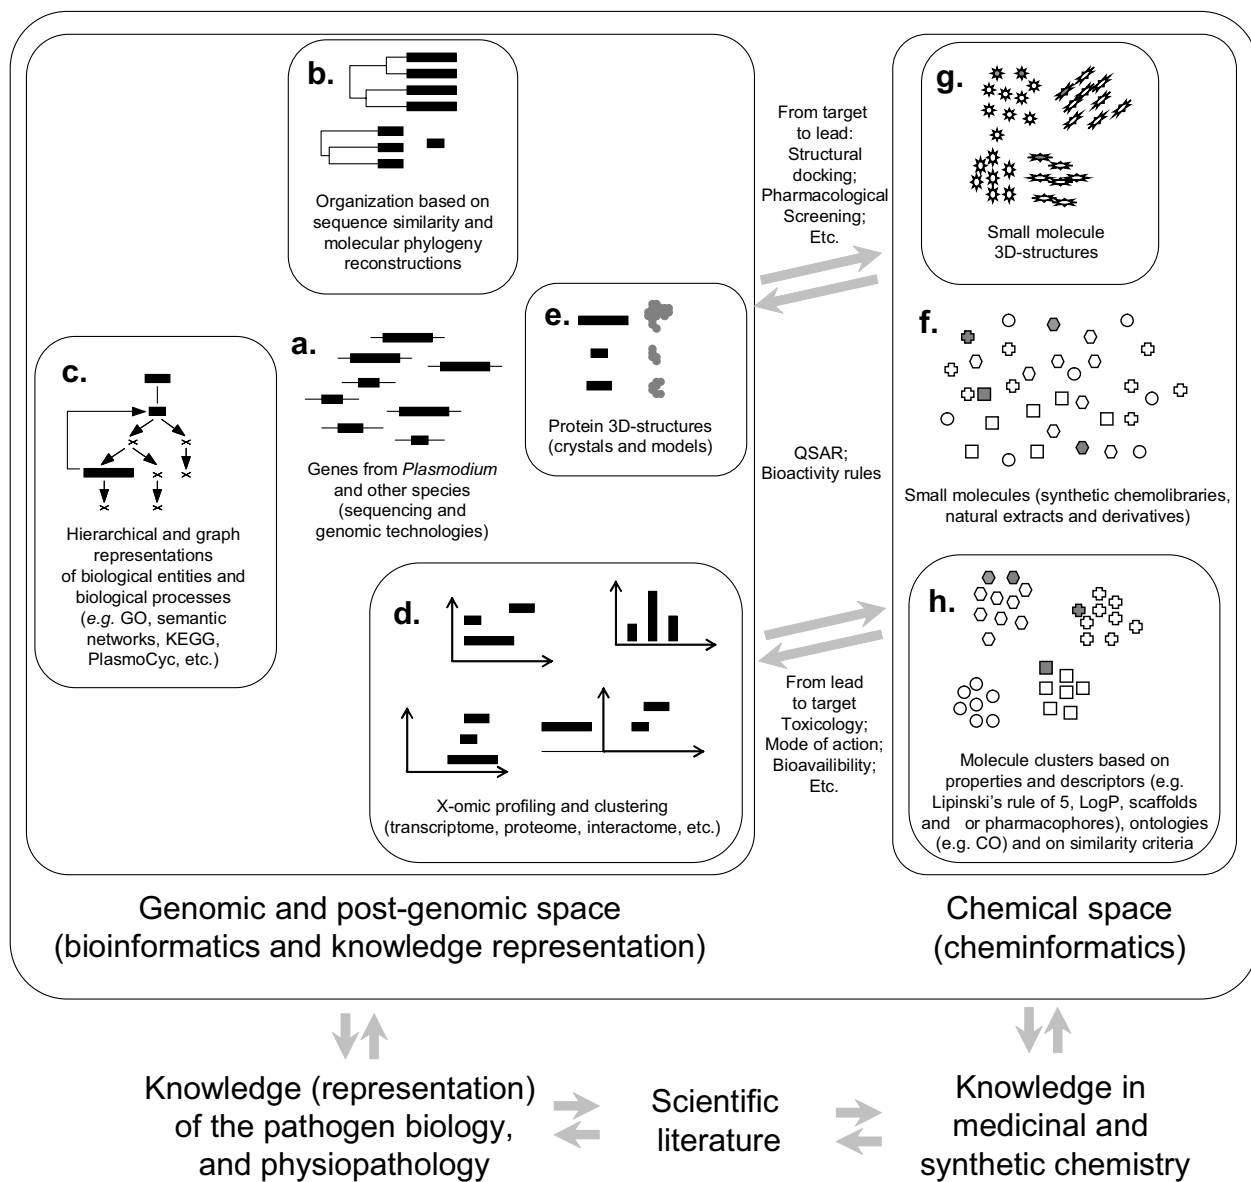 b.
Organization based on
sequence similarity and
molecular phylogeny
reconstructions
c.
Hierarchical and graph
representations
of biological entities and
biological processes
(e.g. GO, semantic
networks, KEGG,
PlasmoCyc, etc.)
a.
Genes from Plasmodium
and other species
(sequencing and
genomic technologies)
e.
Protein 3D-structures
(crystals and models)
d.
X-omic profiling and clustering
(transcriptome, proteome, interactome, etc.)
From target
to lead:
Structural
docking;
Pharmacological
Screening;
Etc.
QSAR;
Bioactivity rules
From lead
to target
Toxicology;
Mode of action;
Bioavailibility;
Etc.
g.
Small molecule
3D-structures
f.
Small molecules (synthetic chemolibraries,
natural extracts and derivatives)
h.
Molecule clusters based on
properties and descriptors (e.g.
Lipinski's rule of 5, LogP, scaffolds
and or pharmacophores), ontologies
(e.g. CO) and on similarity criteria
Genomic and post-genomic space
(bioinformatics and knowledge representation)
Chemical space
(cheminformatics)
Knowledge (representation)
of the pathogen biology,
and physiopathology
Scientific
literature
Knowledge in
medicinal and
synthetic chemistry